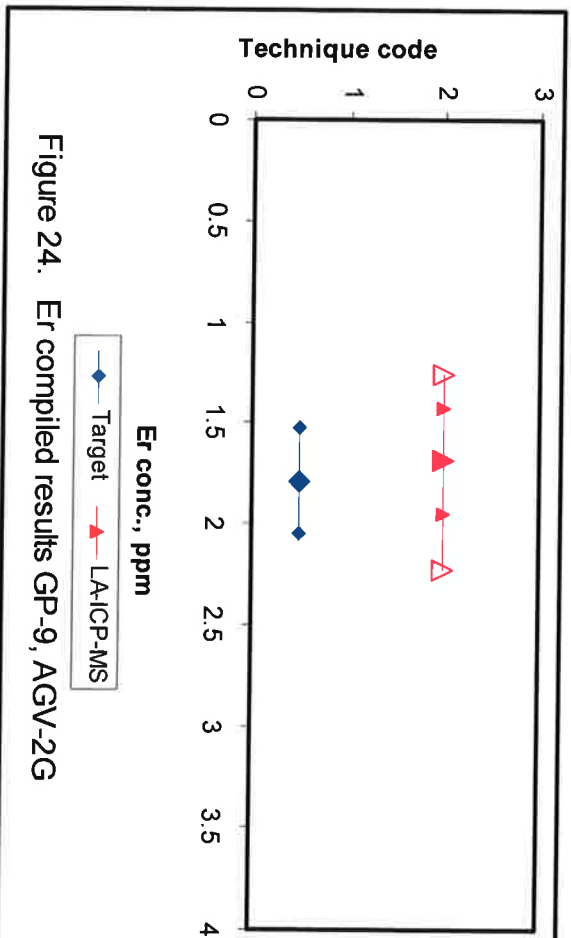 Technique code
3
2
1
0
0 0.5 1 1.5 2 2.5 3 3.5 4
Er conc., ppm
Target LA-ICP-MS
Figure 24. Er compiled results GP-9, AGV-2G